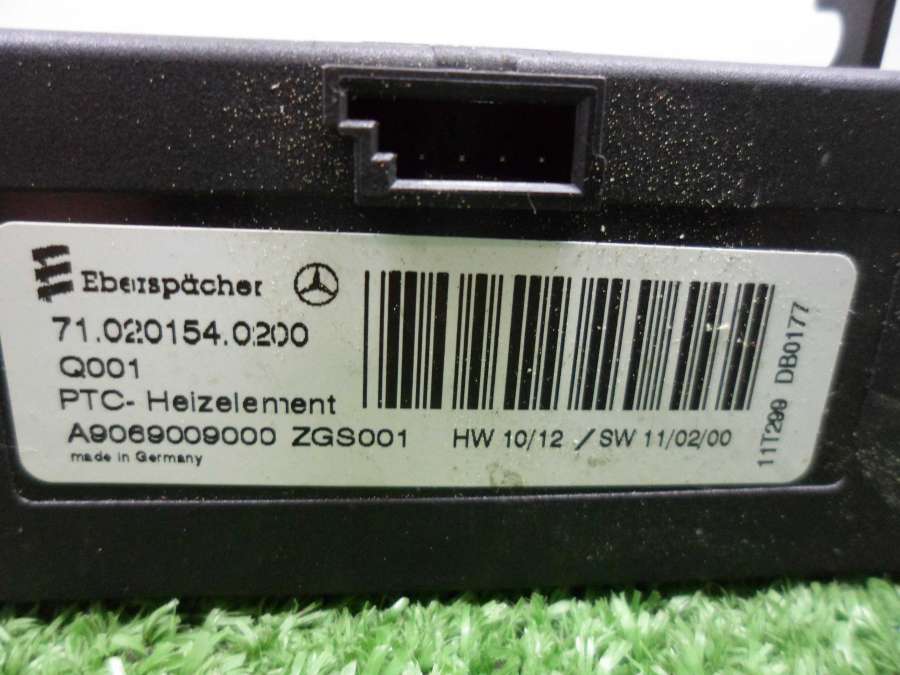 Eberspächer
71.020154.0200
Q001
PTC- Heizelement
A9069009000 ZGS001
HW 10/12 / SW 11/02/00
made in Germany
11T299 DB0177